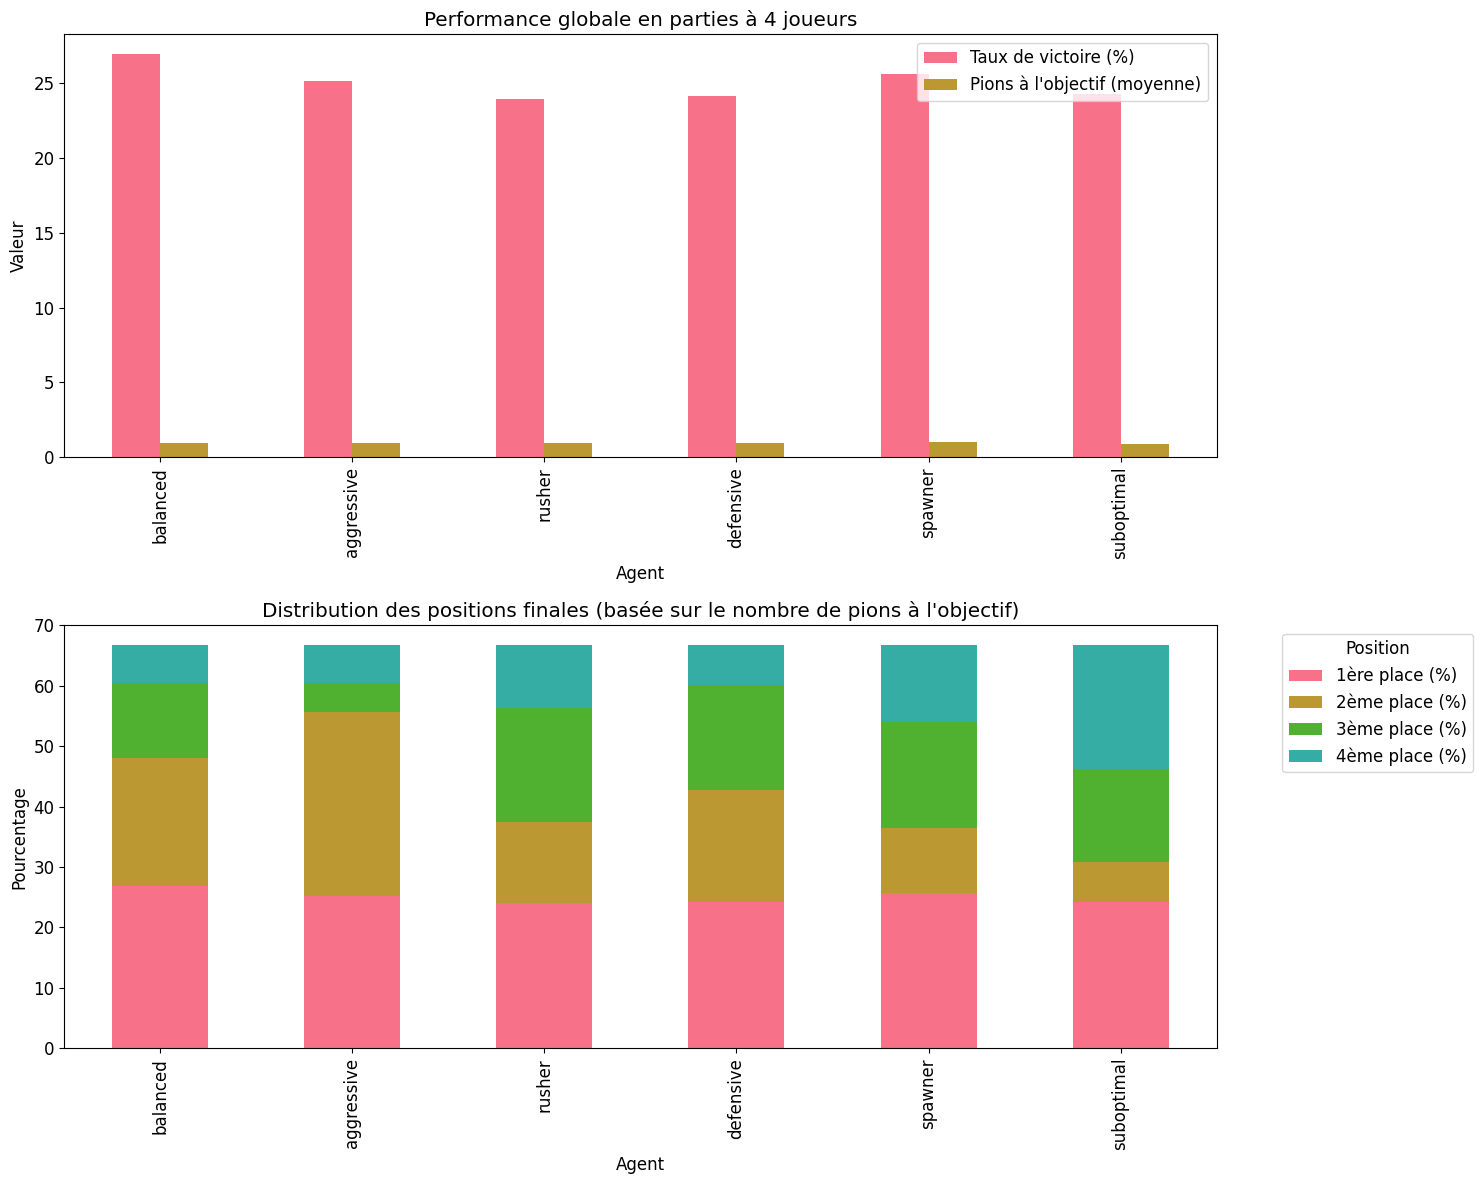 Performance globale en parties à 4 joueurs
Taux de victoire (%)
Pions à l'objectif (moyenne)
Valeur
25
20
15
10
5
0
balanced
aggressive
rusher
defensive
spawner
suboptimal
Agent
Distribution des positions finales (basée sur le nombre de pions à l'objectif)
Position
1ère place (%)
2ème place (%)
3ème place (%)
4ème place (%)
Pourcentage
70
60
50
40
30
20
10
0
balanced
aggressive
rusher
defensive
spawner
suboptimal
Agent